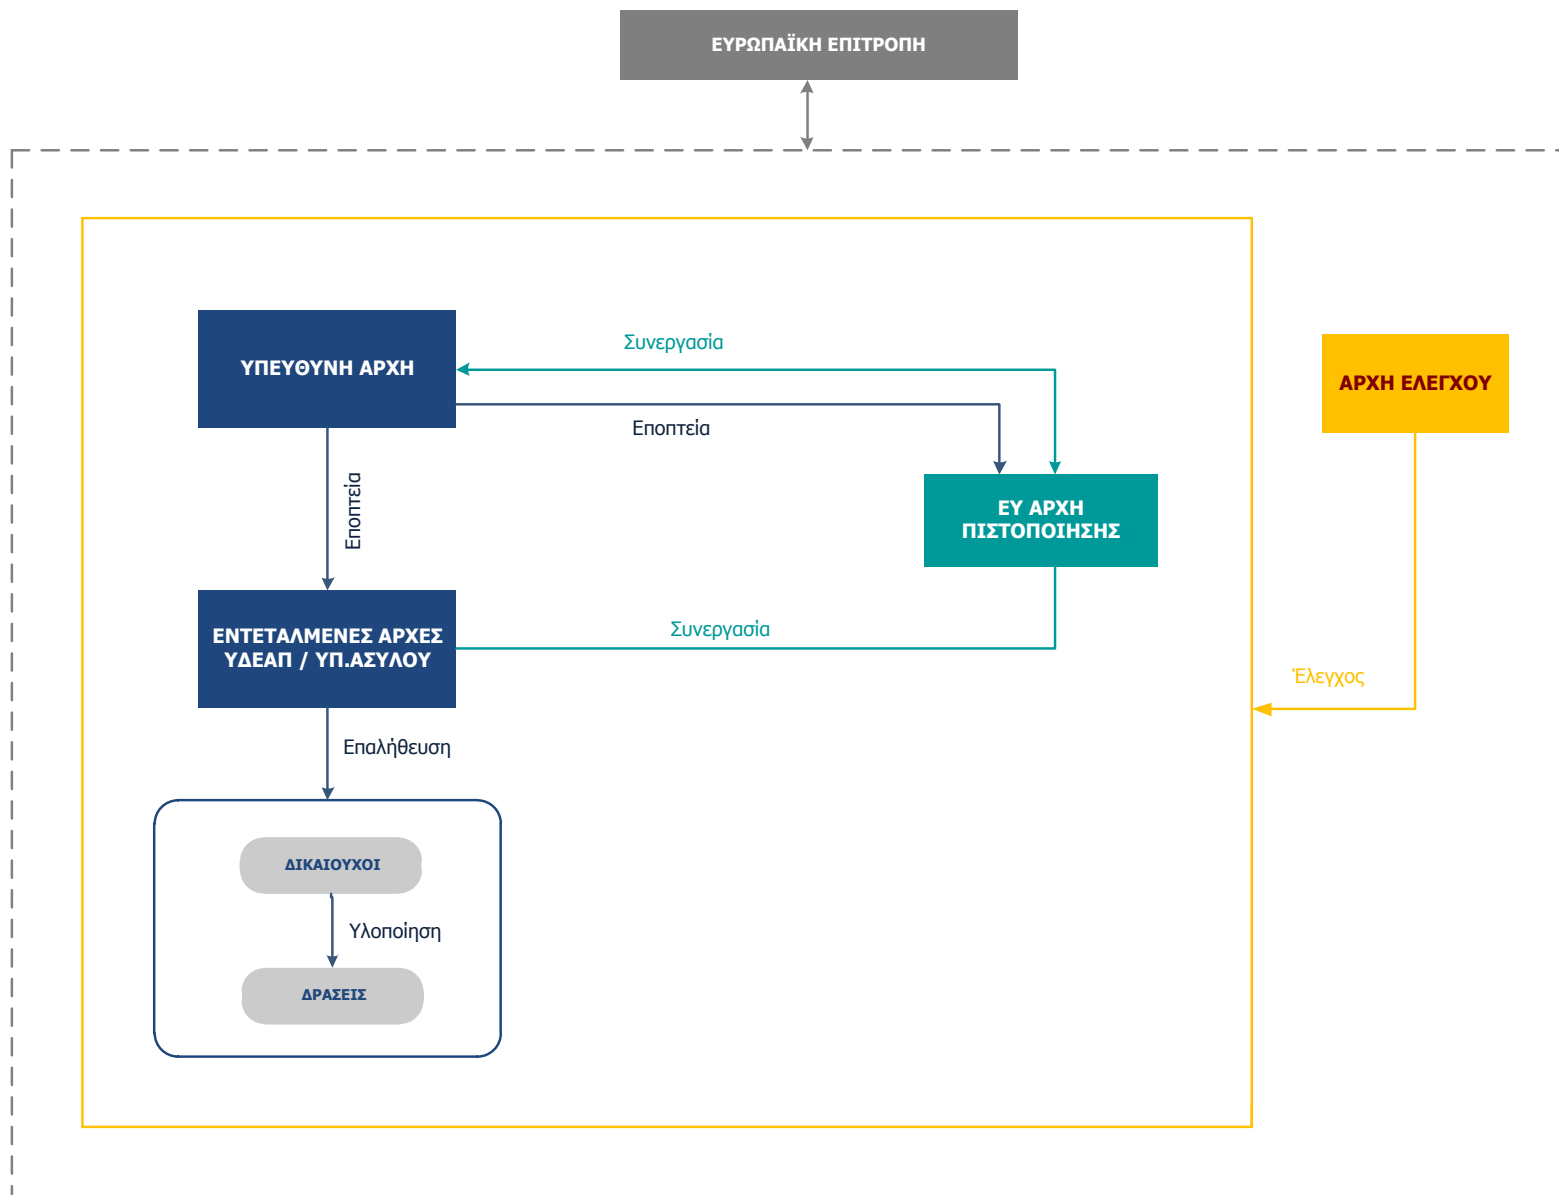 ΕΥΡΩΠΑΪΚΗ ΕΠΙΤΡΟΠΗ
Συνεργασία
ΥΠΕΥΘΥΝΗ ΑΡΧΗ
ΑΡΧΗ ΕΛΕΓΧΟΥ
Εποπτεία
Εποπτεία
ΕΥ ΑΡΧΗ
ΠΙΣΤΟΠΟΙΗΣΗΣ
ΕΝΤΕΤΑΛΜΕΝΕΣ ΑΡΧΕΣ
ΥΔΕΑΠ / ΥΠ.ΑΣΥΛΟΥ
Συνεργασία
Έλεγχος
Επαλήθευση
ΔΙΚΑΙΟΥΧΟΙ
Υλοποίηση
ΔΡΑΣΕΙΣ